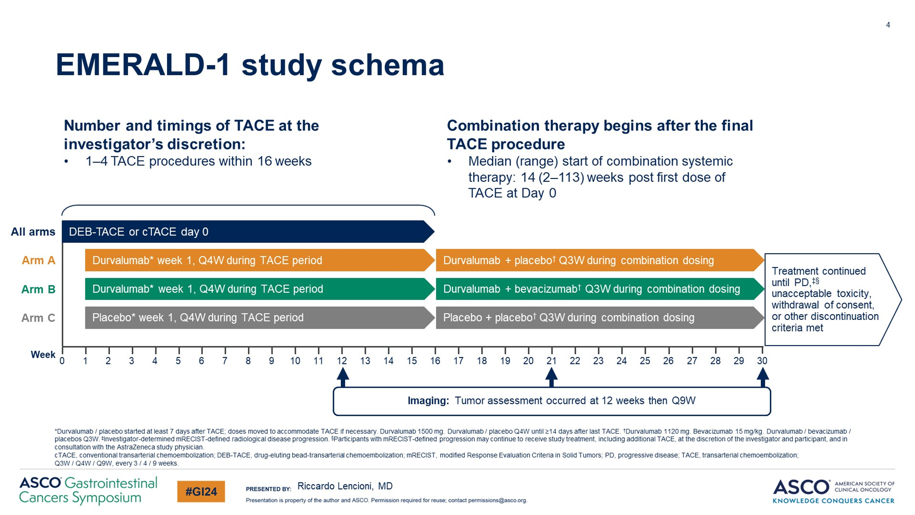 4
EMERALD-1 study schema
Number and timings of TACE at the
investigator's discretion:
• 1–4 TACE procedures within 16 weeks
Combination therapy begins after the final
TACE procedure
• Median (range) start of combination systemic
therapy: 14 (2–113) weeks post first dose of
TACE at Day 0
All arms DEB-TACE or cTACE day 0
Arm A Durvalumab* week 1, Q4W during TACE period Durvalumab + placebo† Q3W during combination dosing
Arm B Durvalumab* week 1, Q4W during TACE period Durvalumab + bevacizumab† Q3W during combination dosing
Arm C Placebo* week 1, Q4W during TACE period Placebo + placebo† Q3W during combination dosing
Treatment continued
until PD,‡§
unacceptable toxicity,
withdrawal of consent,
or other discontinuation
criteria met
Week 0 1 2 3 4 5 6 7 8 9 10 11 12 13 14 15 16 17 18 19 20 21 22 23 24 25 26 27 28 29 30
Imaging: Tumor assessment occurred at 12 weeks then Q9W
*Durvalumab / placebo started at least 7 days after TACE; doses moved to accommodate TACE if necessary. Durvalumab 1500 mg. Durvalumab / placebo Q4W until ≥14 days after last TACE. †Durvalumab 1120 mg. Bevacizumab 15 mg/kg. Durvalumab / bevacizumab /
placebos Q3W. ‡Investigator-determined mRECIST-defined radiological disease progression. §Participants with mRECIST-defined progression may continue to receive study treatment, including additional TACE, at the discretion of the investigator and participant, and in
consultation with the AstraZeneca study physician.
cTACE, conventional transarterial chemoembolization; DEB-TACE, drug-eluting bead-transarterial chemoembolization; mRECIST, modified Response Evaluation Criteria in Solid Tumors; PD, progressive disease; TACE, transarterial chemoembolization;
Q3W / Q4W / Q9W, every 3 / 4 / 9 weeks.
ASCO Gastrointestinal
Cancers Symposium
#GI24
PRESENTED BY: Riccardo Lencioni, MD
Presentation is property of the author and ASCO. Permission required for reuse; contact permissions@asco.org.
ASCO AMERICAN SOCIETY OF
CLINICAL ONCOLOGY
KNOWLEDGE CONQUERS CANCER